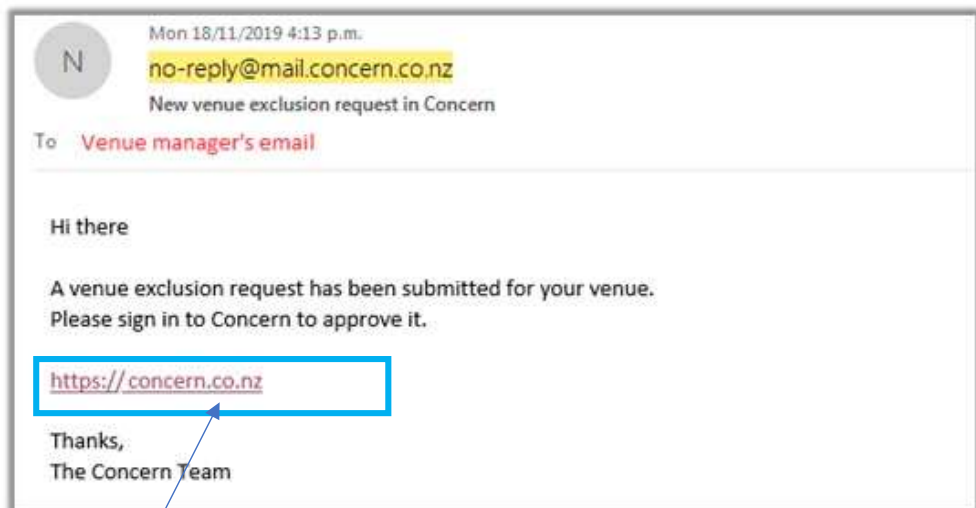 N
Mon 18/11/2019 4:13 p.m.
no-reply@mail.concern.co.nz
New venue exclusion request in Concern
To Venue manager's email
Hi there
A venue exclusion request has been submitted for your venue.
Please sign in to Concern to approve it.
https:// concern.co.nz
Thanks,
The Concern Team